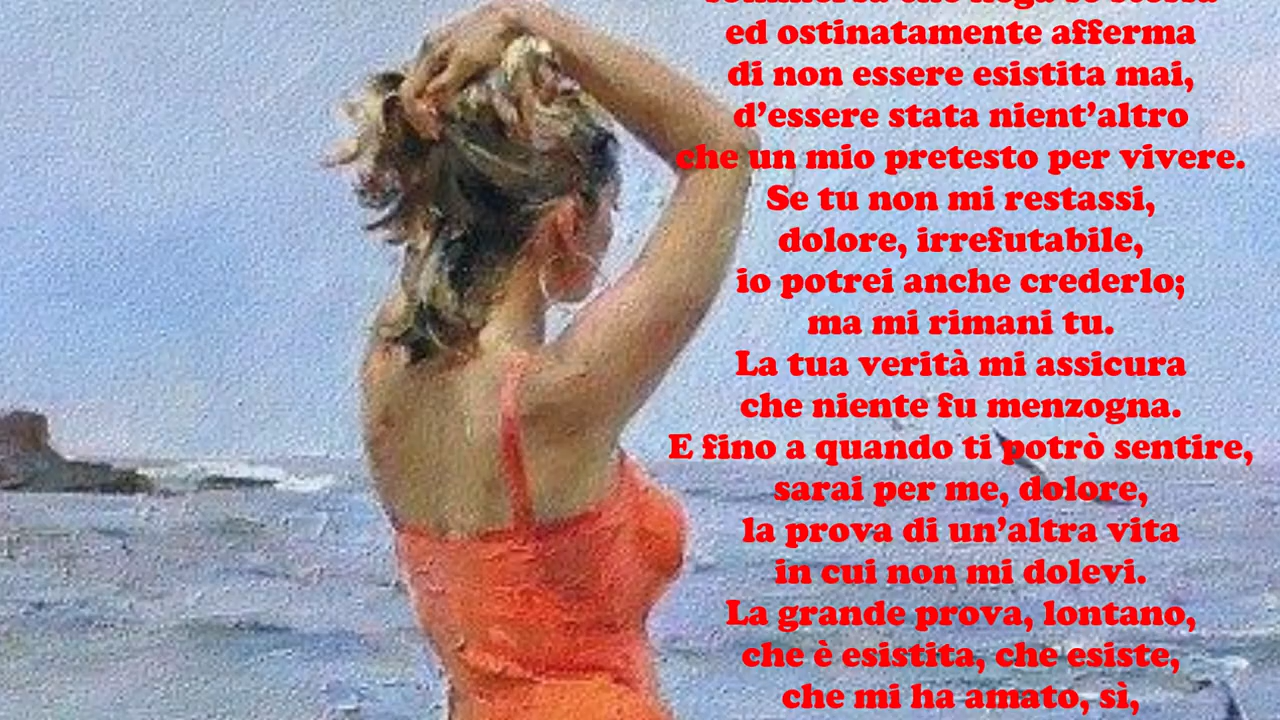 ed ostinatamente afferma
di non essere esistita mai,
d’essere stata nient’altro
che un mio pretesto per vivere.
Se tu non mi restassi,
dolore, irrefutabile,
io potrei anche crederlo;
ma mi rimani tu.
La tua verità mi assicura
che niente fu menzogna.
E fino a quando ti potrò sentire,
sarai per me, dolore,
la prova di un’altra vita
in cui non mi dolevi.
La grande prova, lontano,
che è esistita, che esiste,
che mi ha amato, sì,